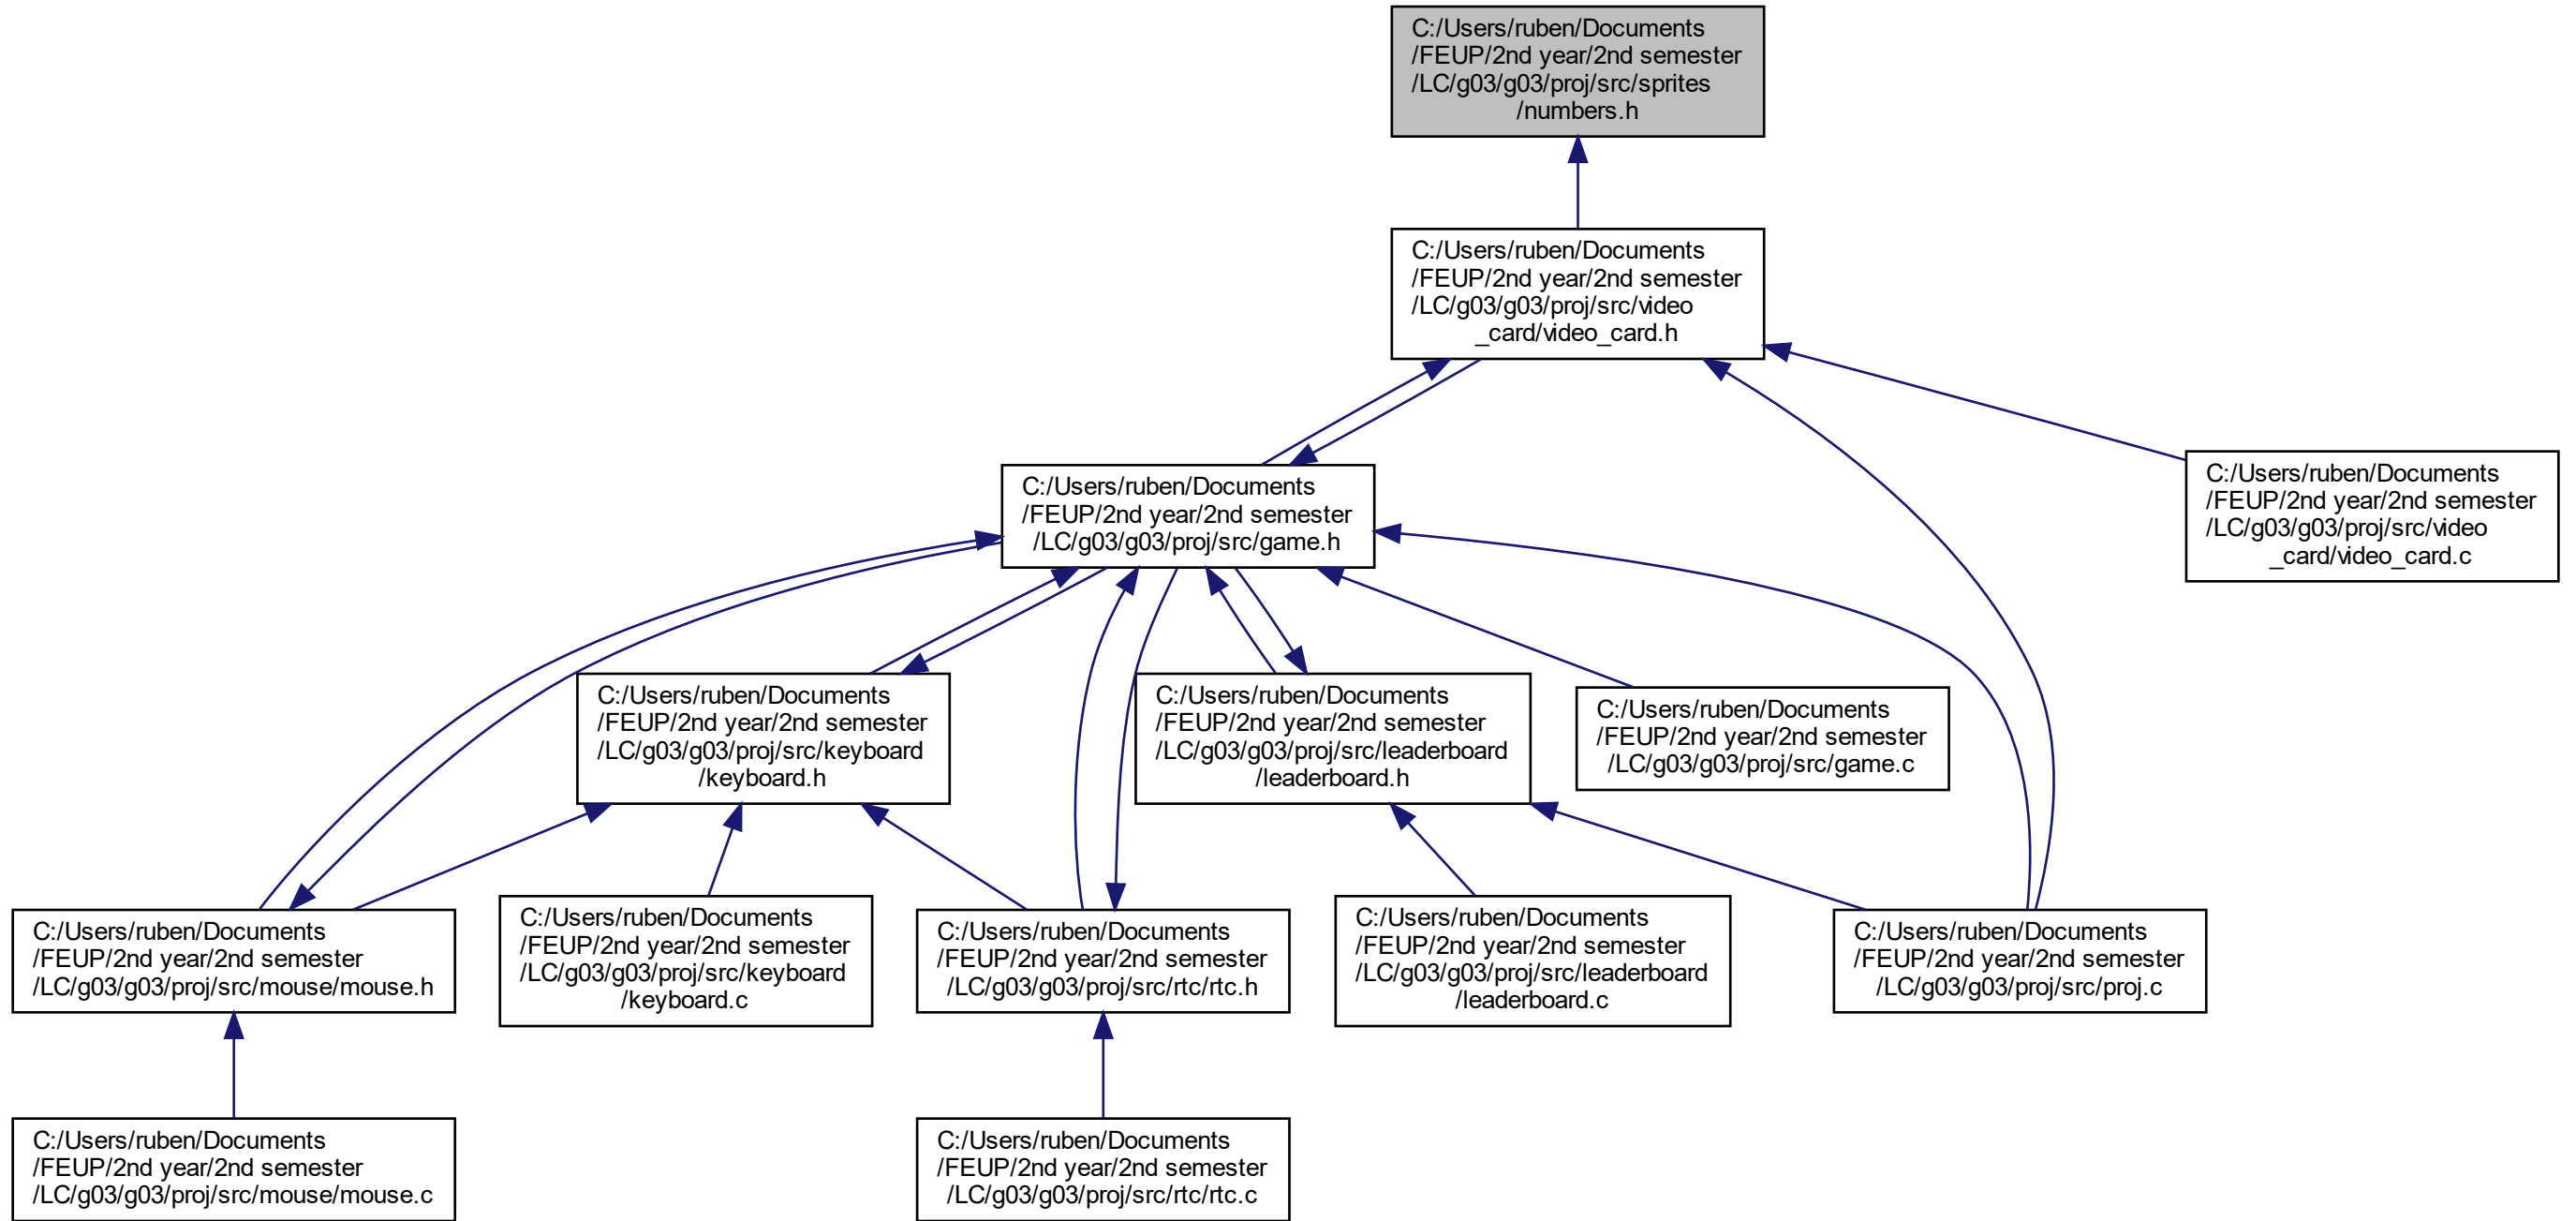 C:/Users/ruben/Documents
/FEUP/2nd year/2nd semester
/LC/g03/g03/proj/src/sprites
/numbers.h
C:/Users/ruben/Documents
/FEUP/2nd year/2nd semester
/LC/g03/g03/proj/src/video
_card/video_card.h
C:/Users/ruben/Documents
/FEUP/2nd year/2nd semester
/LC/g03/g03/proj/src/game.h
C:/Users/ruben/Documents
/FEUP/2nd year/2nd semester
/LC/g03/g03/proj/src/video
_card/video_card.c
C:/Users/ruben/Documents
/FEUP/2nd year/2nd semester
/LC/g03/g03/proj/src/keyboard
/keyboard.h
C:/Users/ruben/Documents
/FEUP/2nd year/2nd semester
/LC/g03/g03/proj/src/leaderboard
/leaderboard.h
C:/Users/ruben/Documents
/FEUP/2nd year/2nd semester
/LC/g03/g03/proj/src/game.c
C:/Users/ruben/Documents
/FEUP/2nd year/2nd semester
/LC/g03/g03/proj/src/mouse/mouse.h
C:/Users/ruben/Documents
/FEUP/2nd year/2nd semester
/LC/g03/g03/proj/src/keyboard
/keyboard.c
C:/Users/ruben/Documents
/FEUP/2nd year/2nd semester
/LC/g03/g03/proj/src/rtc/rtc.h
C:/Users/ruben/Documents
/FEUP/2nd year/2nd semester
/LC/g03/g03/proj/src/leaderboard
/leaderboard.c
C:/Users/ruben/Documents
/FEUP/2nd year/2nd semester
/LC/g03/g03/proj/src/proj.c
C:/Users/ruben/Documents
/FEUP/2nd year/2nd semester
/LC/g03/g03/proj/src/mouse/mouse.c
C:/Users/ruben/Documents
/FEUP/2nd year/2nd semester
/LC/g03/g03/proj/src/rtc/rtc.c